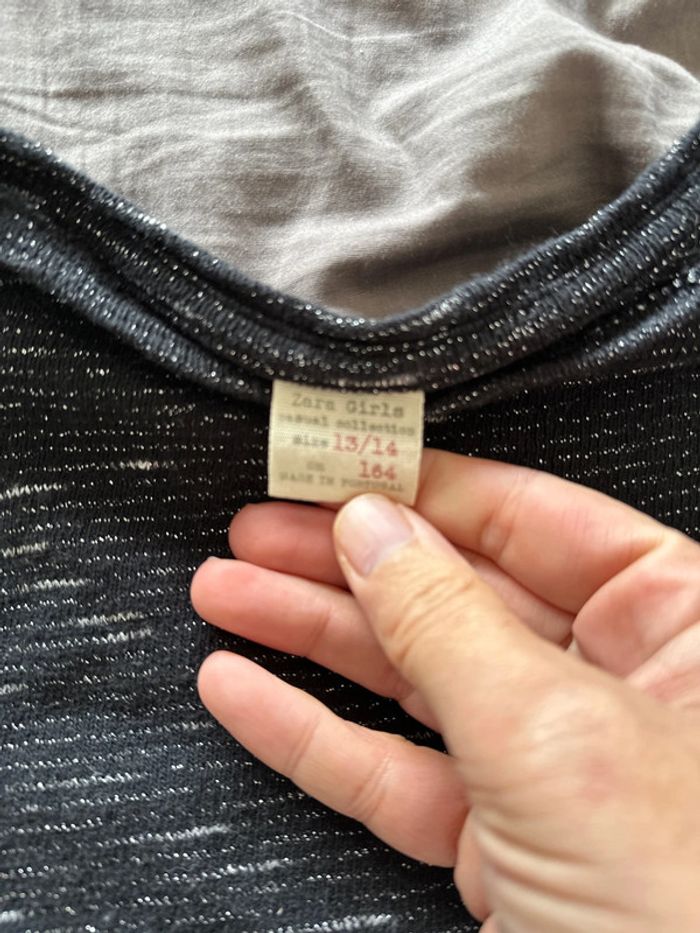 Zara Girls
casual collection
size 13/14
cm 164
MADE IN PORTUGAL